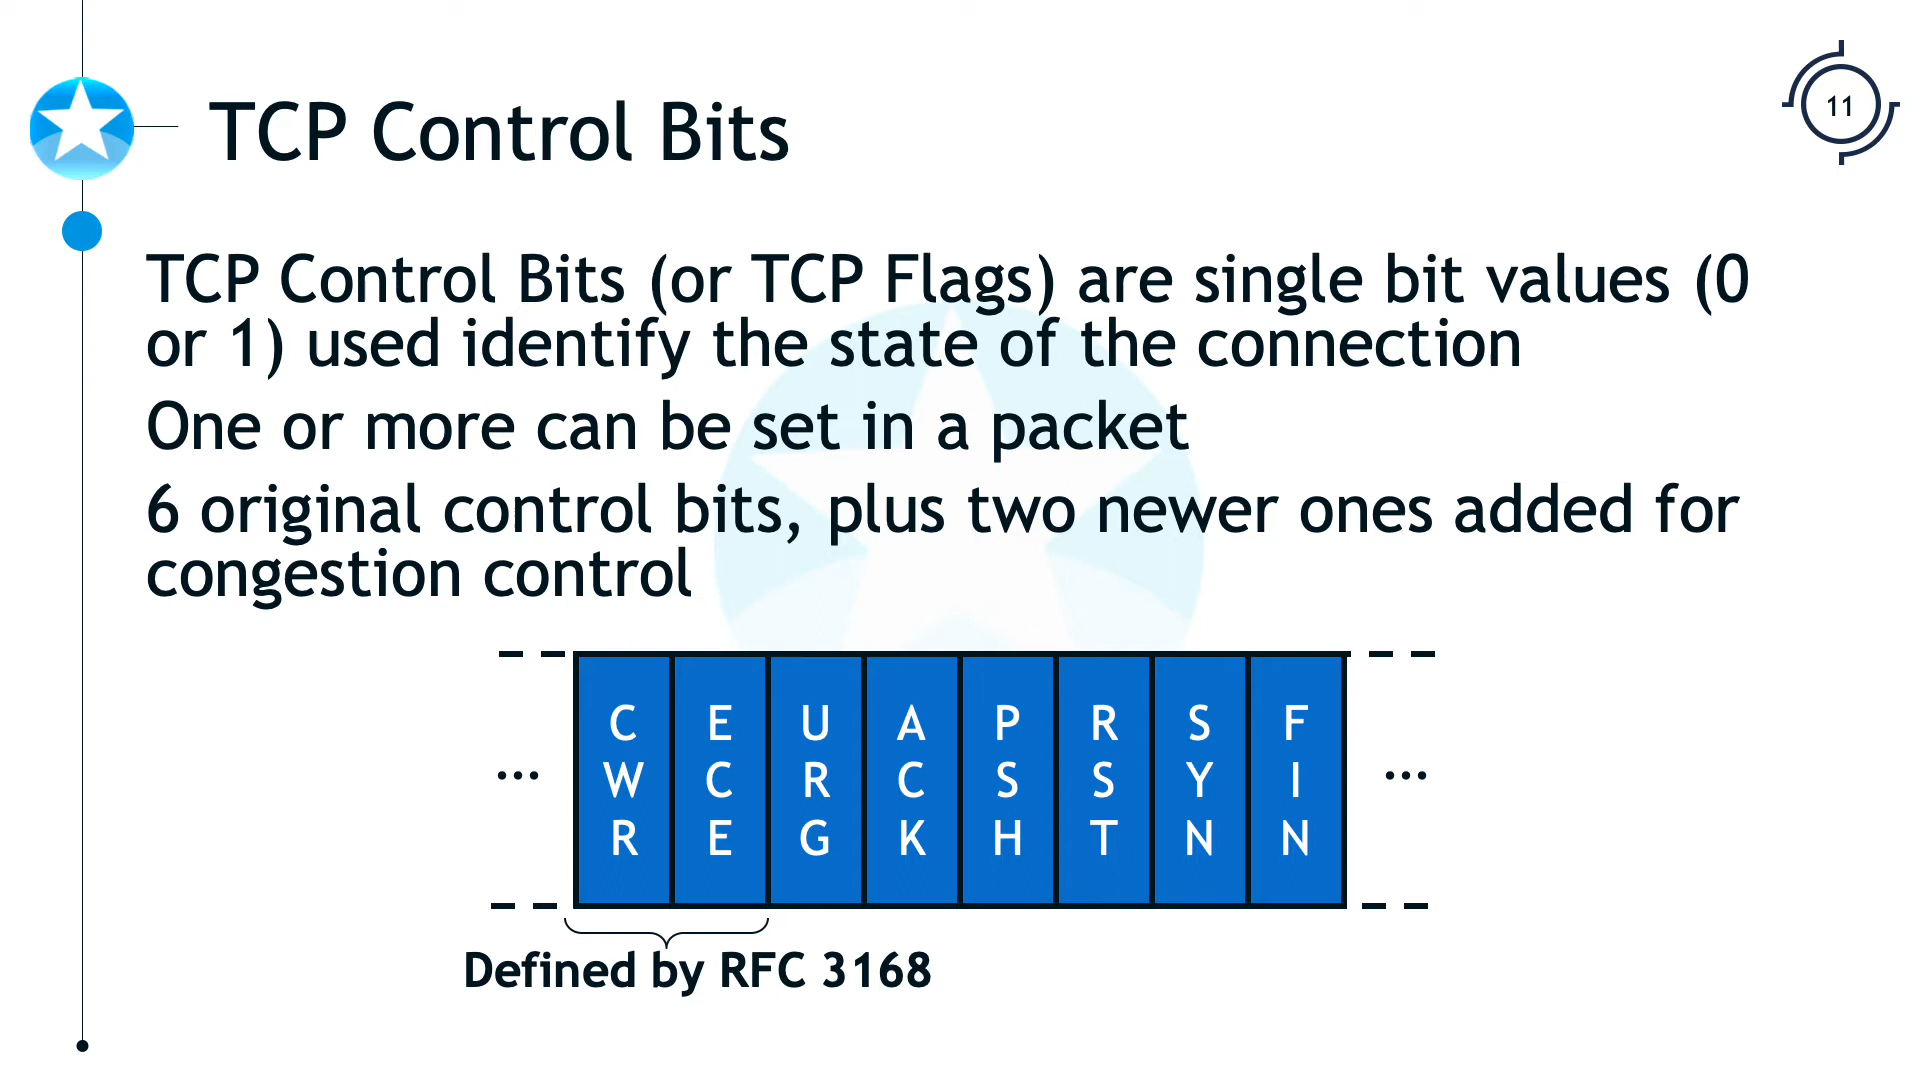 11
TCP Control Bits
TCP Control Bits (or TCP Flags) are single bit values (0
or 1) used identify the state of the connection
One or more can be set in a packet
6 original control bits, plus two newer ones added for
congestion control
... CWR ECE URG ACK PSH RST SYN FIN ...
Defined by RFC 3168